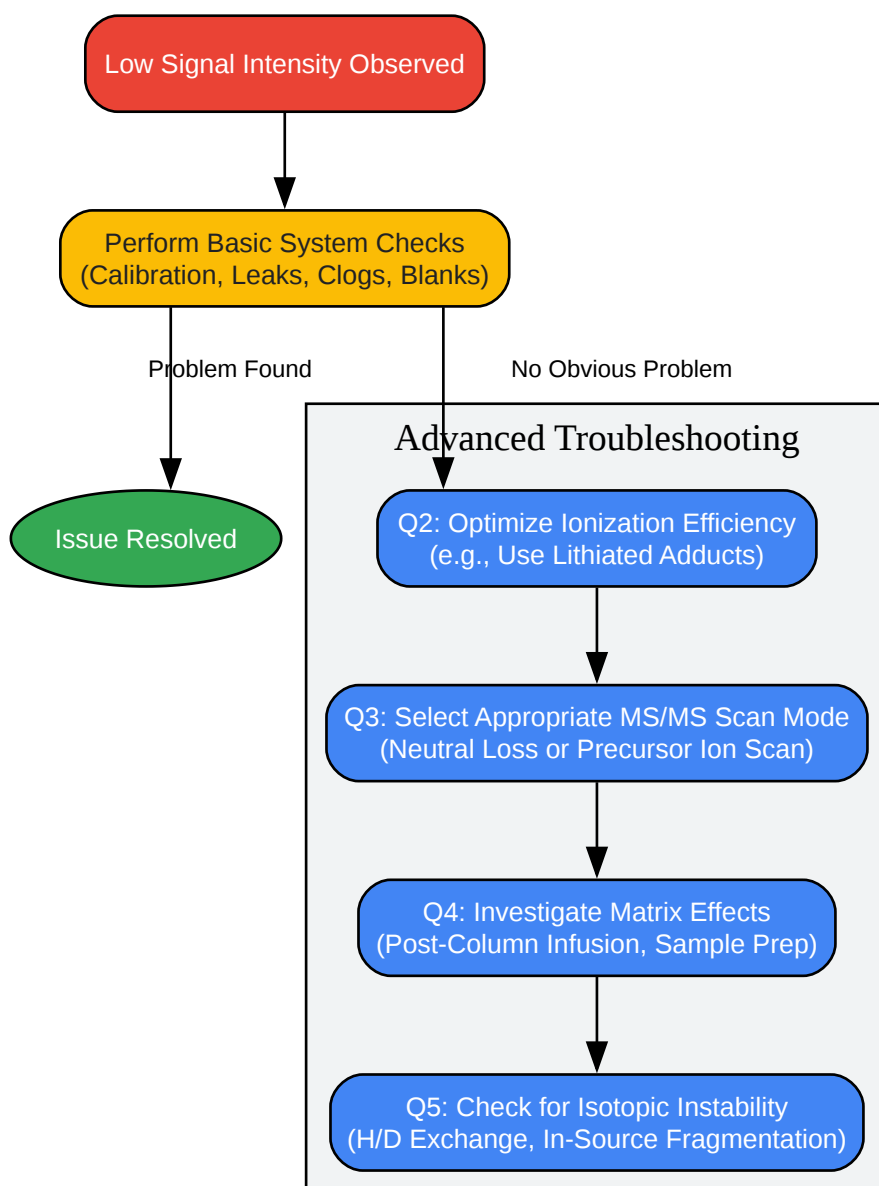 Low Signal Intensity Observed
Perform Basic System Checks
(Calibration, Leaks, Clogs, Blanks)
Problem Found
No Obvious Problem
Advanced Troubleshooting
Issue Resolved
Q2: Optimize Ionization Efficiency
(e.g., Use Lithiated Adducts)
Q3: Select Appropriate MS/MS Scan Mode
(Neutral Loss or Precursor Ion Scan)
Q4: Investigate Matrix Effects
(Post-Column Infusion, Sample Prep)
Q5: Check for Isotopic Instability
(H/D Exchange, In-Source Fragmentation)